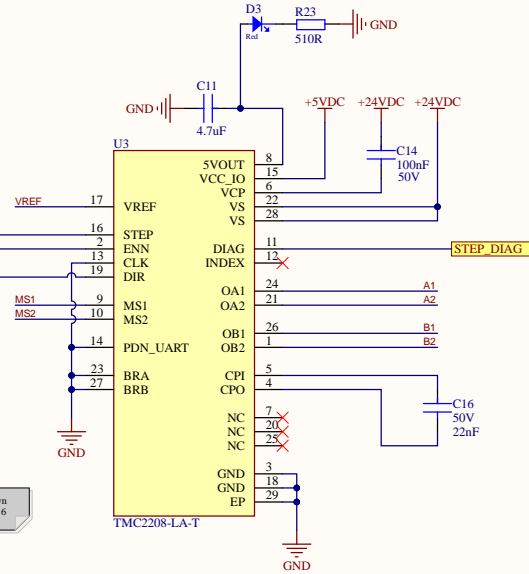 D3
R23
Red
510R
GND
C11
GND
4.7uF
+5VDC
+24VDC
+24VDC
C14
100nF
50V
U3
5VOUT 8
VCC_IO 15
VCP 6
VREF 17 VREF VS 22
VS 28
16 STEP
2 ENN DIAG 11 STEP_DIAG
13 CLK INDEX 12
19 DIR
OA1 24 A1
MS1 9 MS1 OA2 21 A2
MS2 10 MS2
OB1 26 B1
14 PDN_UART OB2 1 B2
23 BRA CPI 5
27 BRB CPO 4
C16
50V
22nF
NC 7
NC 20
NC 25
GND
GND 3
GND 18
EP 29
6
TMC2208-LA-T
GND